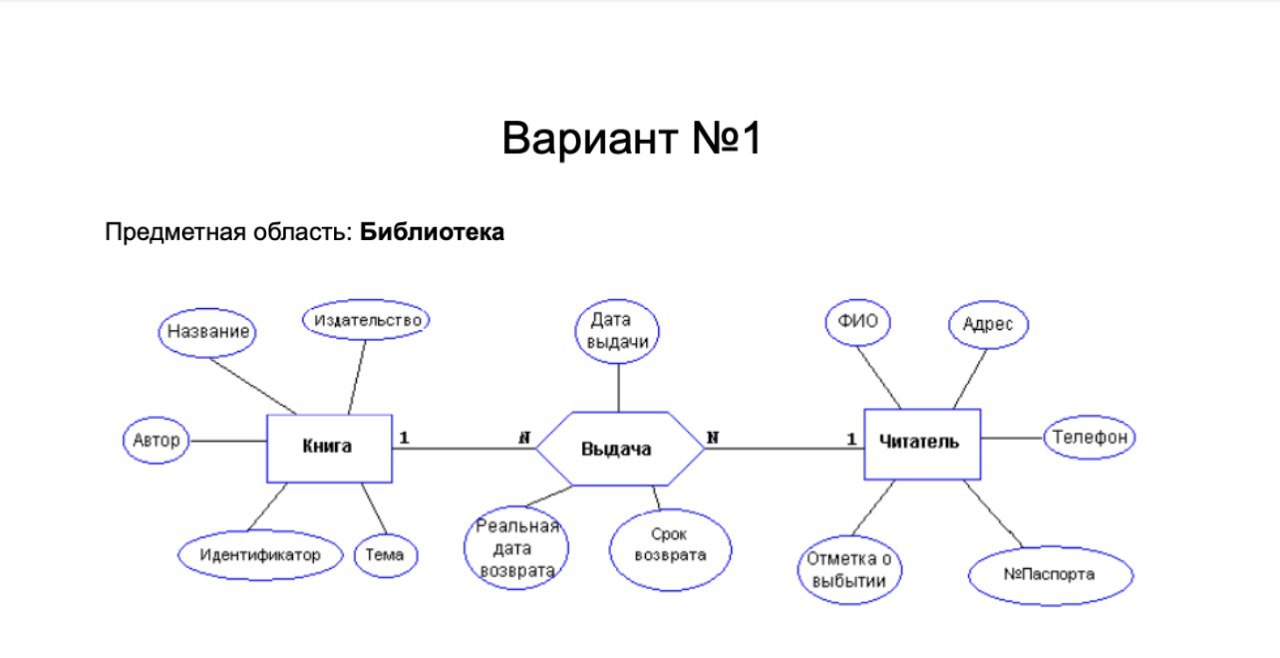 Вариант №1
Предметная область: Библиотека
Название
Издательство
Дата
выдачи
ФИО
Адрес
Автор
Книга
1
N
Выдача
N
1
Читатель
Телефон
Идентификатор
Тема
Реальная
дата
возврата
Срок
возврата
Отметка о
выбытии
№Паспорта